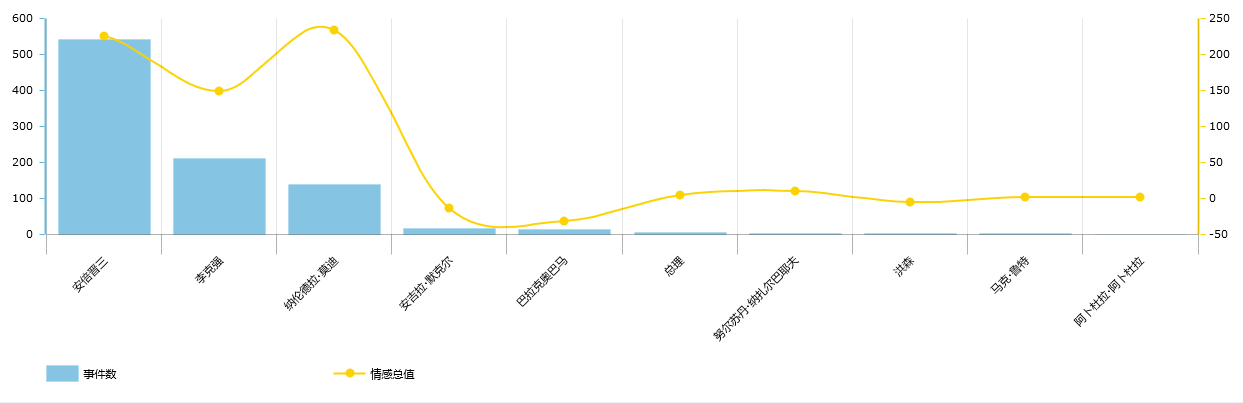 600
500
400
300
200
100
0
250
200
150
100
50
0
-50
安倍晋三
李克强
纳伦德拉·莫迪
安吉拉·默克尔
巴拉克奥巴马
总理
努尔苏丹·纳扎尔巴耶夫
洪森
马克·鲁特
阿卜杜拉·阿卜杜拉
事件数
情感总值